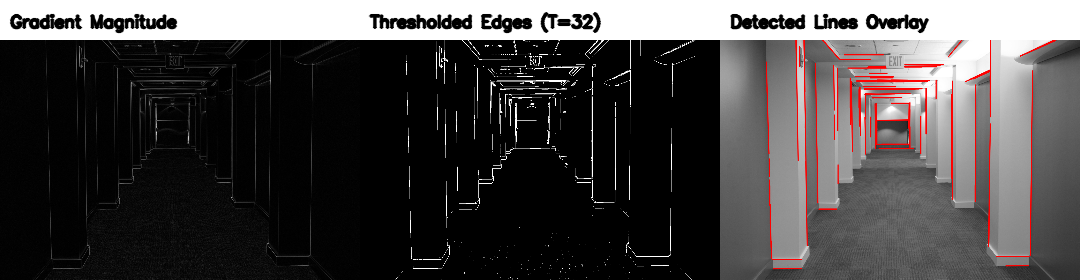 Gradient Magnitude
Thresholded Edges (T=32)
Detected Lines Overlay
EXIT